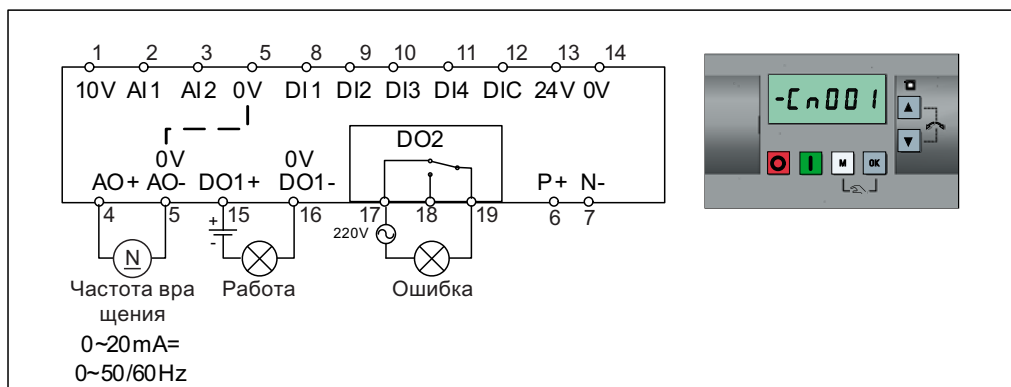 1 2 3 5 8 9 10 11 12 13 14
10V AI1 AI2 0V DI1 DI2 DI3 DI4 DIC 24V 0V
DO2
0V 0V
AO+ AO- DO1+ DO1- P+ N-
4 5 15 16 17 18 19 6 7
+
-
220V
N
Частота вра
щения
Работа
Ошибка
0~20mA=
0~50/60Hz
-Cn001
M OK